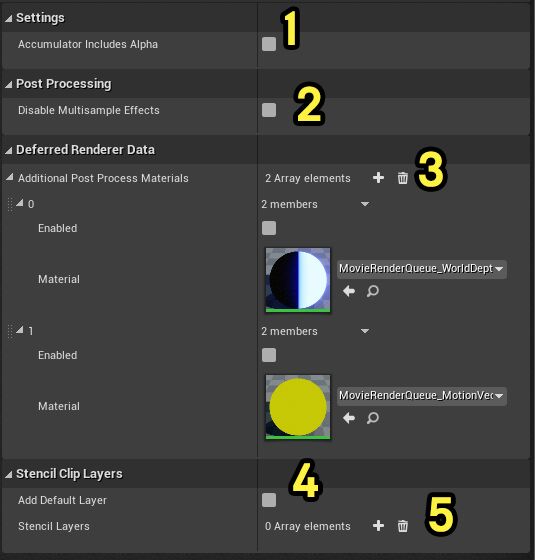 Settings
Accumulator Includes Alpha 1
Post Processing
Disable Multisample Effects 2
Deferred Renderer Data
Additional Post Process Materials 2 Array elements 3
0 2 members
Enabled
Material MovieRenderQueue_WorldDept
1 2 members
Enabled
Material MovieRenderQueue_MotionVec
Stencil Clip Layers
Add Default Layer 4
Stencil Layers 0 Array elements 5